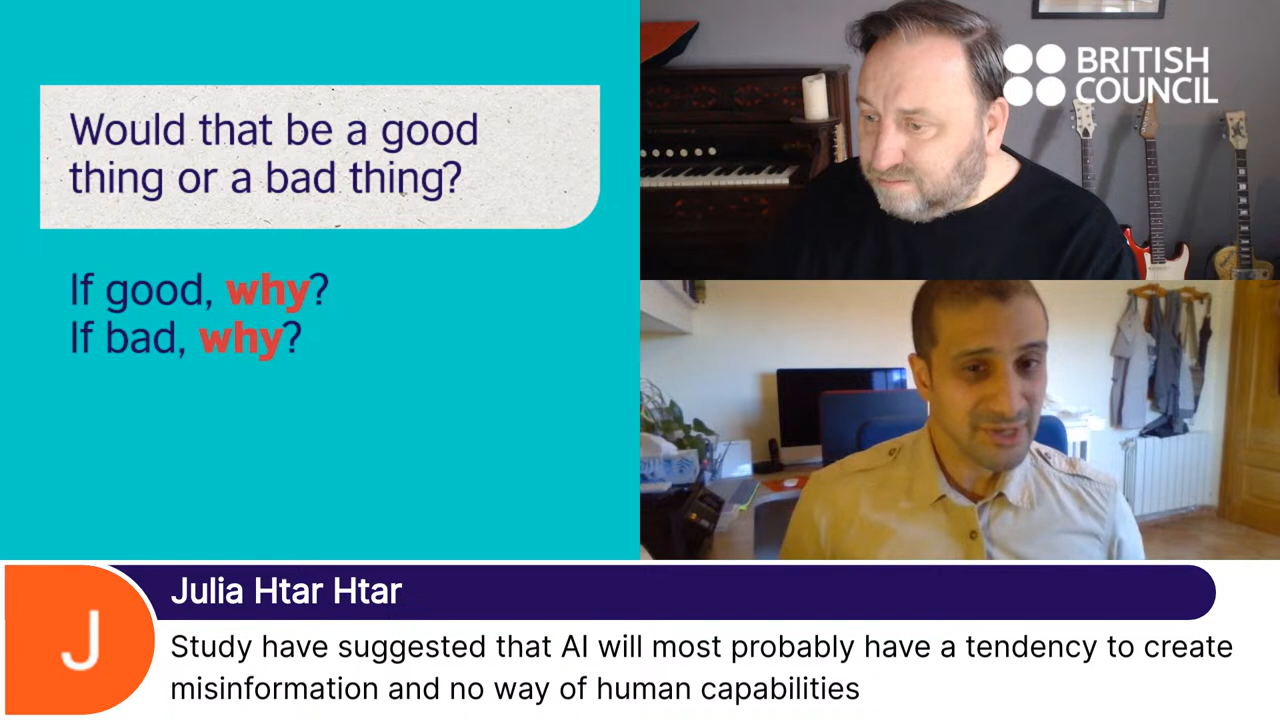 Would that be a good
thing or a bad thing?
If good, why?
If bad, why?
BRITISH
COUNCIL
J
Julia Htar Htar
Study have suggested that AI will most probably have a tendency to create
misinformation and no way of human capabilities